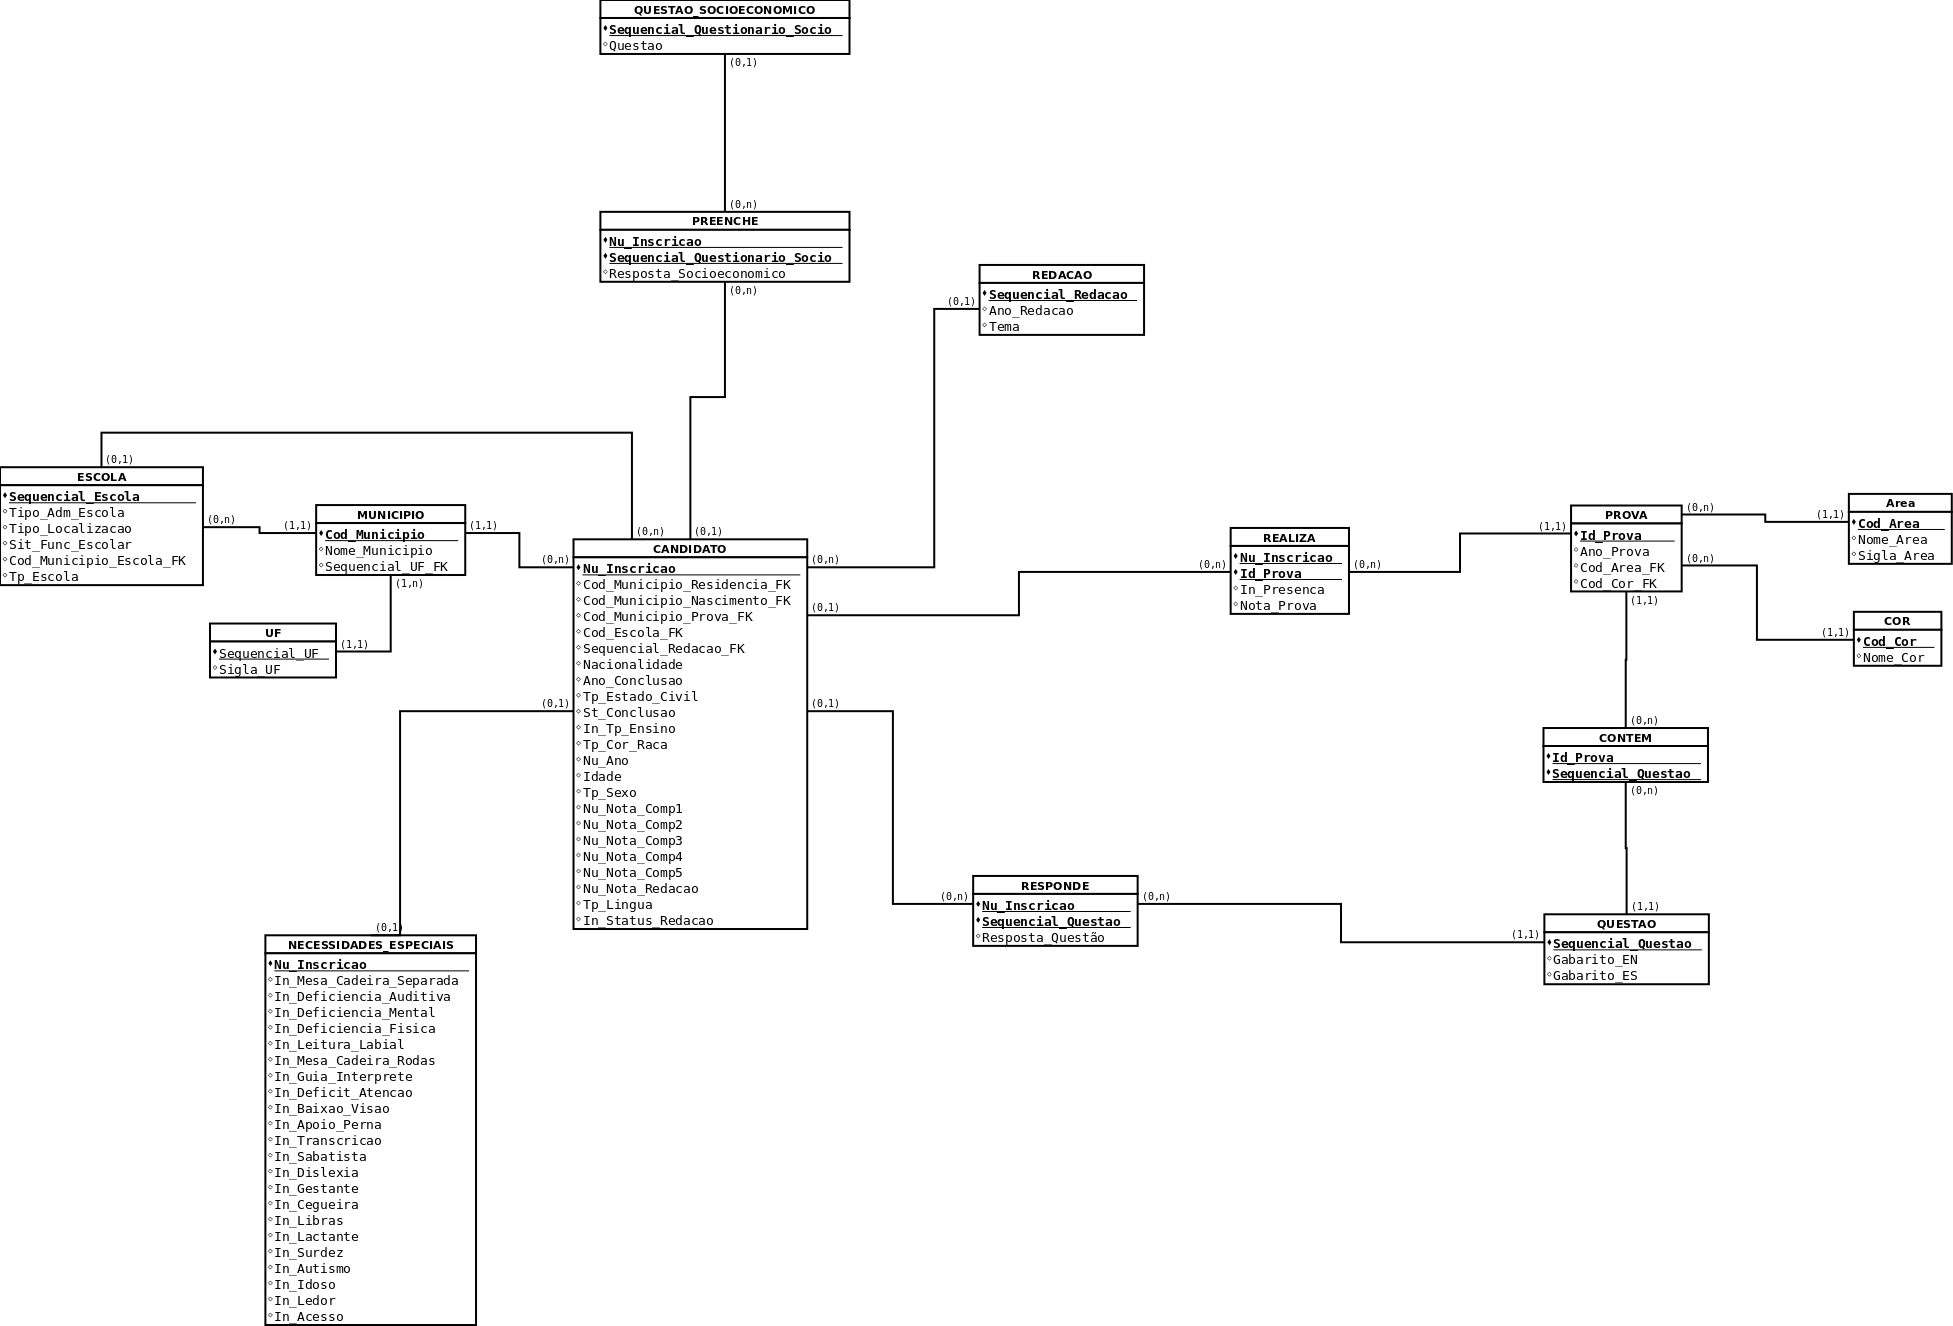 QUESTAO_SOCIOECONOMICO
Sequencial_Questionario_Socio
Questao
(0,1)
(0,n)
PREENCHE
Nu_Inscricao
Sequencial_Questionario_Socio
Resposta_Socioeconomico
(0,n)
REDACAO
Sequencial_Redacao
Ano_Redacao
Tema
(0,1)
(0,1)
ESCOLA
Sequencial_Escola
Tipo_Adm_Escola
Tipo_Localizacao
Sit_Func_Escolar
Cod_Municipio_Escola_FK
Tp_Escola
(0,n)
(1,1)
MUNICIPIO
Cod_Municipio
Nome_Municipio
Sequencial_UF_FK
(1,1)
(1,n)
UF
Sequencial_UF
Sigla_UF
(1,1)
(0,n)
(0,1)
(0,n)
(0,n)
(0,1)
(0,1)
(0,1)
CANDIDATO
Nu_Inscricao
Cod_Municipio_Residencia_FK
Cod_Municipio_Nascimento_FK
Cod_Municipio_Prova_FK
Cod_Escola_FK
Sequencial_Redacao_FK
Nacionalidade
Ano_Conclusao
Tp_Estado_Civil
St_Conclusao
In_Tp_Ensino
Tp_Cor_Raca
Nu_Ano
Idade
Tp_Sexo
Nu_Nota_Comp1
Nu_Nota_Comp2
Nu_Nota_Comp3
Nu_Nota_Comp4
Nu_Nota_Comp5
Nu_Nota_Redacao
Tp_Lingua
In_Status_Redacao
(0,n)
REALIZA
Nu_Inscricao
Id_Prova
In_Presenca
Nota_Prova
(0,n)
(1,1)
PROVA
Id_Prova
Ano_Prova
Cod_Area_FK
Cod_Cor_FK
(0,n)
(0,n)
(1,1)
(1,1)
Area
Cod_Area
Nome_Area
Sigla_Area
(1,1)
COR
Cod_Cor
Nome_Cor
(0,n)
CONTEM
Id_Prova
Sequencial_Questao
(0,n)
(0,n)
RESPONDE
Nu_Inscricao
Sequencial_Questao
Resposta_Questão
(0,n)
(1,1)
(1,1)
QUESTAO
Sequencial_Questao
Gabarito_EN
Gabarito_ES
(0,1)
NECESSIDADES_ESPECIAIS
Nu_Inscricao
In_Mesa_Cadeira_Separada
In_Deficiencia_Auditiva
In_Deficiencia_Mental
In_Deficiencia_Fisica
In_Leitura_Labial
In_Mesa_Cadeira_Rodas
In_Guia_Interprete
In_Deficit_Atencao
In_Baixao_Visao
In_Apoio_Perna
In_Transcricao
In_Sabatista
In_Dislexia
In_Gestante
In_Cegueira
In_Libras
In_Lactante
In_Surdez
In_Autismo
In_Idoso
In_Ledor
In_Acesso